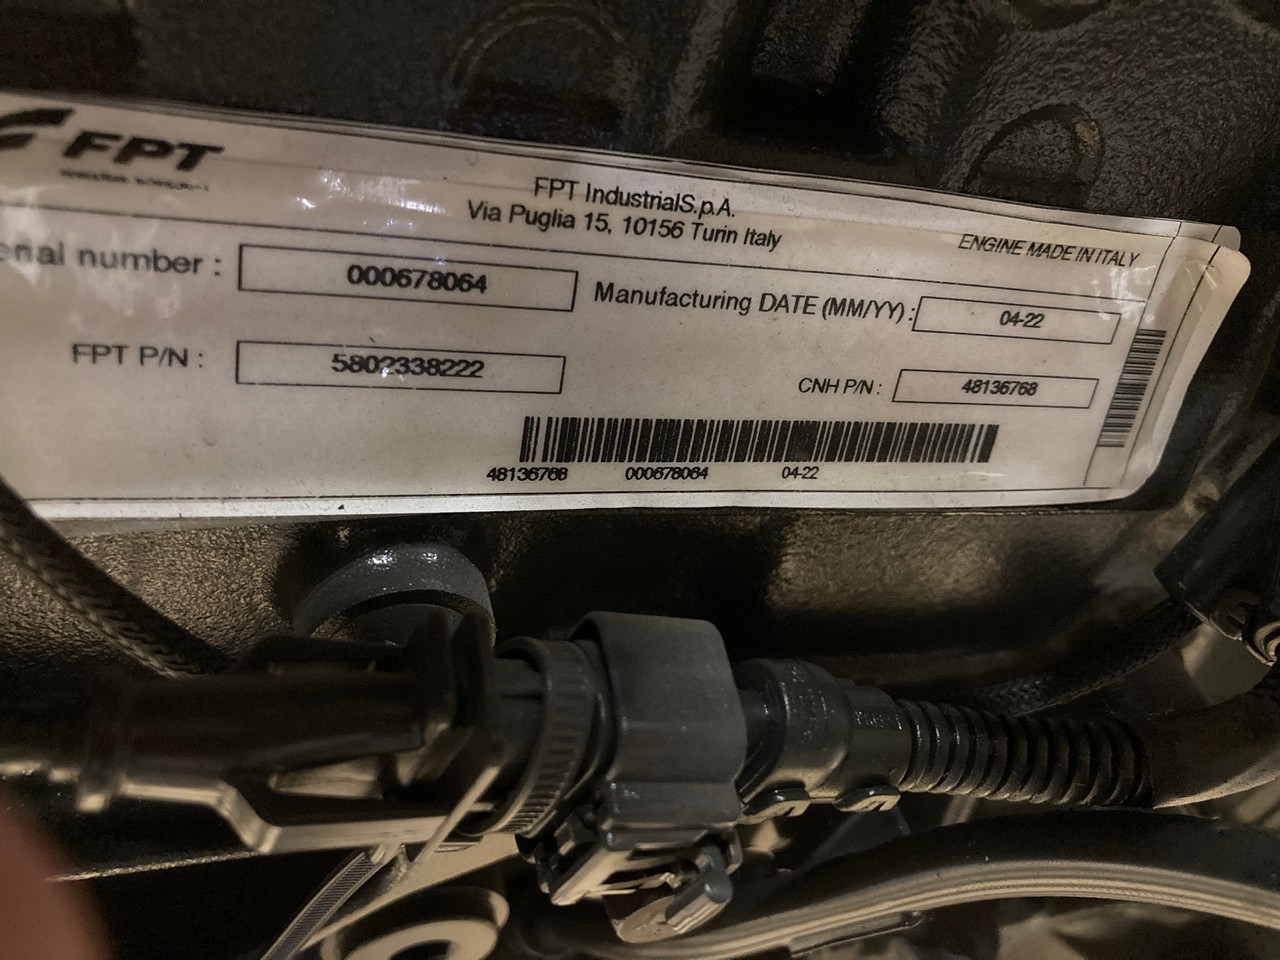 FPT
FPT IndustrialS.p.A.
Via Puglia 15, 10156 Turin Italy
ENGINE MADE IN ITALY
number : 000678064
Manufacturing DATE (MM/YY) : 04-22
FPT P/N : 5802338222
CNH P/N : 48136768
48136768 000678064 04-22